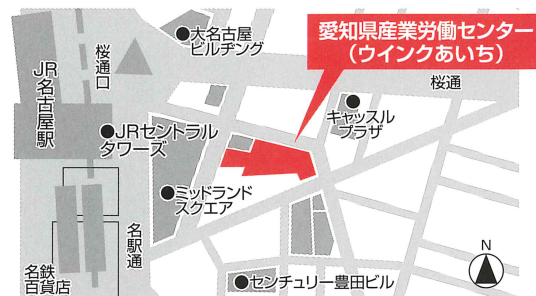 愛知県産業労働センター
（ウインクあいち）
大名古屋
ビルヂング
桜通口
JR名古屋駅
桜通
キャッスル
プラザ
JRセントラル
タワーズ
ミッドランド
スクエア
名駅通
名鉄
百貨店
センチュリー豊田ビル
N